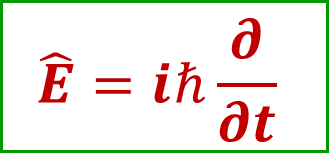 Ê = iℏ ∂/∂t